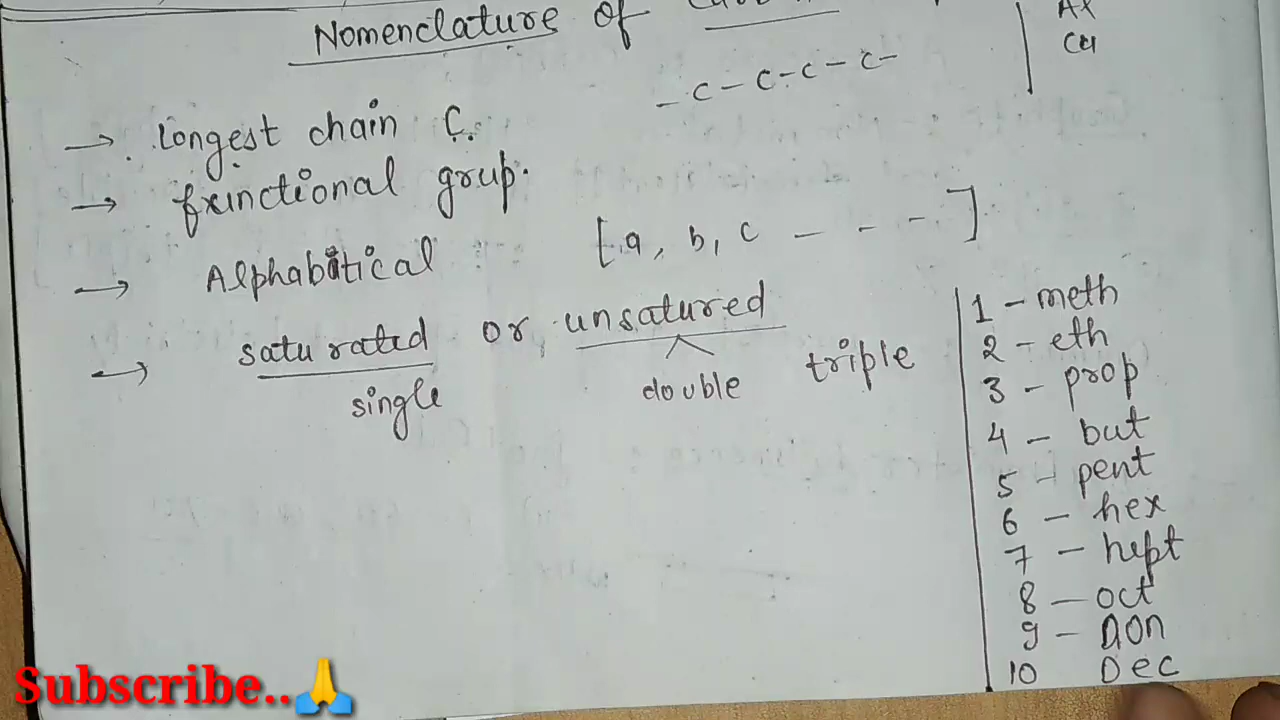 Nomenclature of
- C - C - C - C -
→ Longest chain C.
→ functional grup.
→ Alphabitical [a, b, c - - - ]
→ saturated or unsatured
single double triple
1 - meth
2 - eth
3 - prop
4 - but
5 - pent
6 - hex
7 - hept
8 - oct
9 - non
10 Dec
Subscribe..🙏